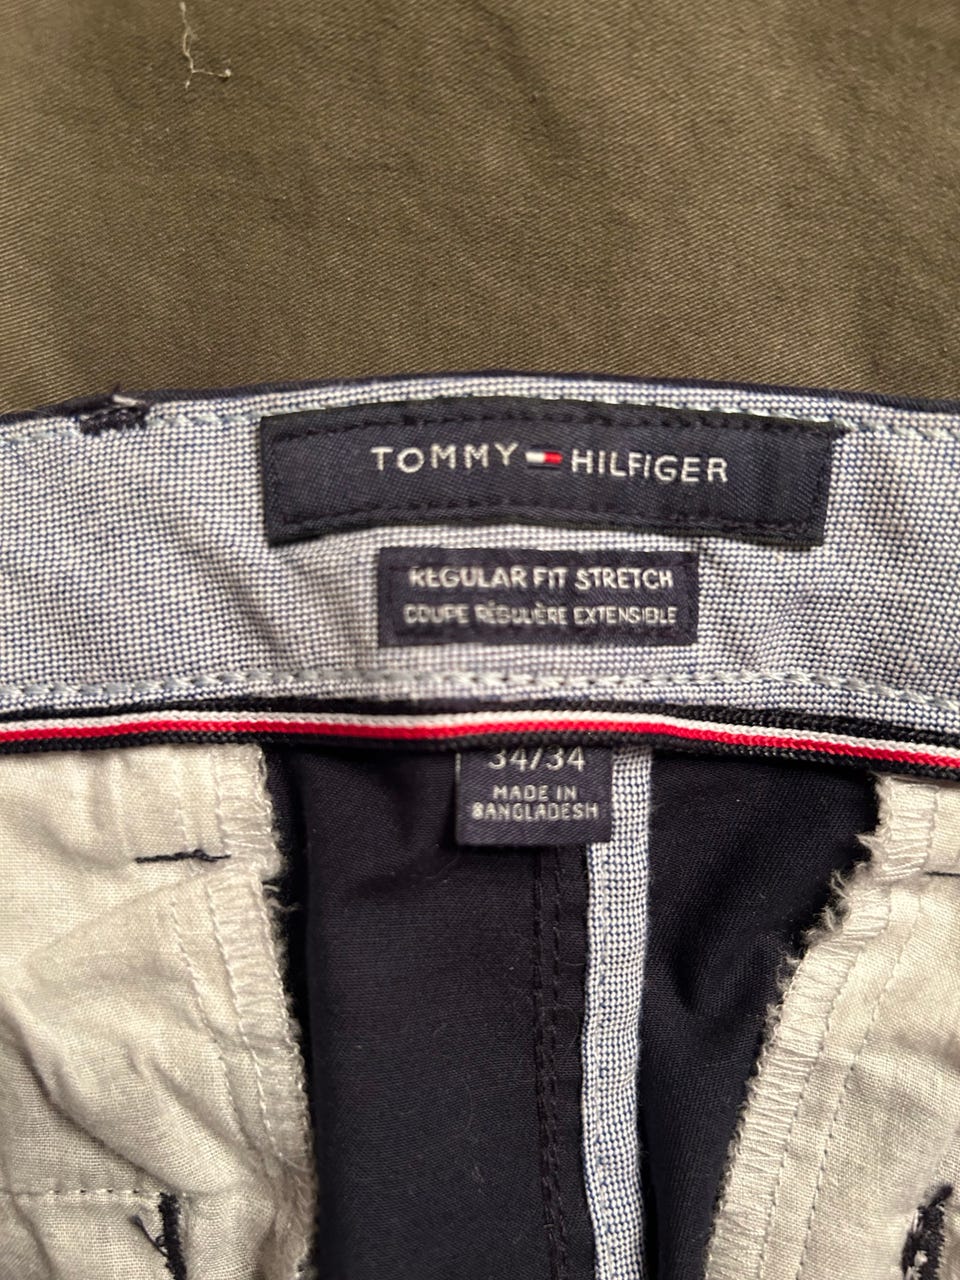 TOMMY HILFIGER
REGULAR FIT STRETCH
COUPE RÉGULIÈRE EXTENSIBLE
34/34
MADE IN
BANGLADESH